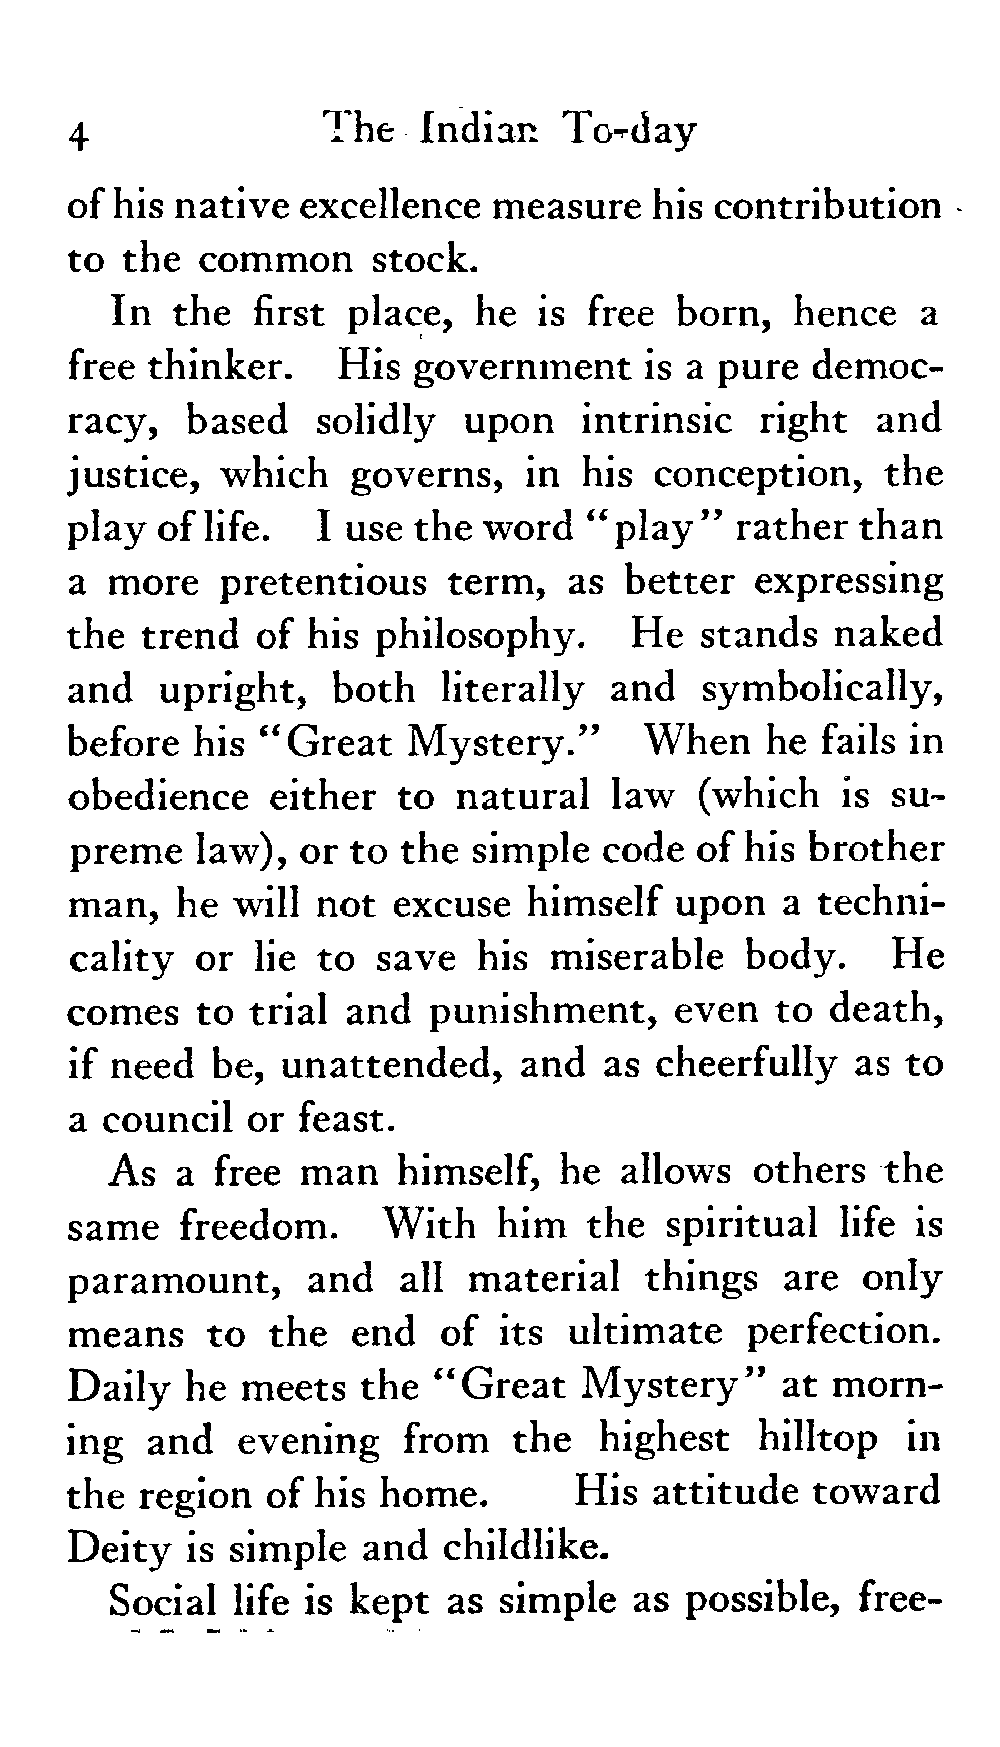 4 The Indian To-day
of his native excellence measure his contribution
to the common stock.
In the first place, he is free born, hence a
free thinker. His government is a pure democ-
racy, based solidly upon intrinsic right and
justice, which governs, in his conception, the
play of life. I use the word "play" rather than
a more pretentious term, as better expressing
the trend of his philosophy. He stands naked
and upright, both literally and symbolically,
before his "Great Mystery." When he fails in
obedience either to natural law (which is su-
preme law), or to the simple code of his brother
man, he will not excuse himself upon a techni-
cality or lie to save his miserable body. He
comes to trial and punishment, even to death,
if need be, unattended, and as cheerfully as to
a council or feast.
As a free man himself, he allows others the
same freedom. With him the spiritual life is
paramount, and all material things are only
means to the end of its ultimate perfection.
Daily he meets the "Great Mystery" at morn-
ing and evening from the highest hilltop in
the region of his home. His attitude toward
Deity is simple and childlike.
Social life is kept as simple as possible, free-